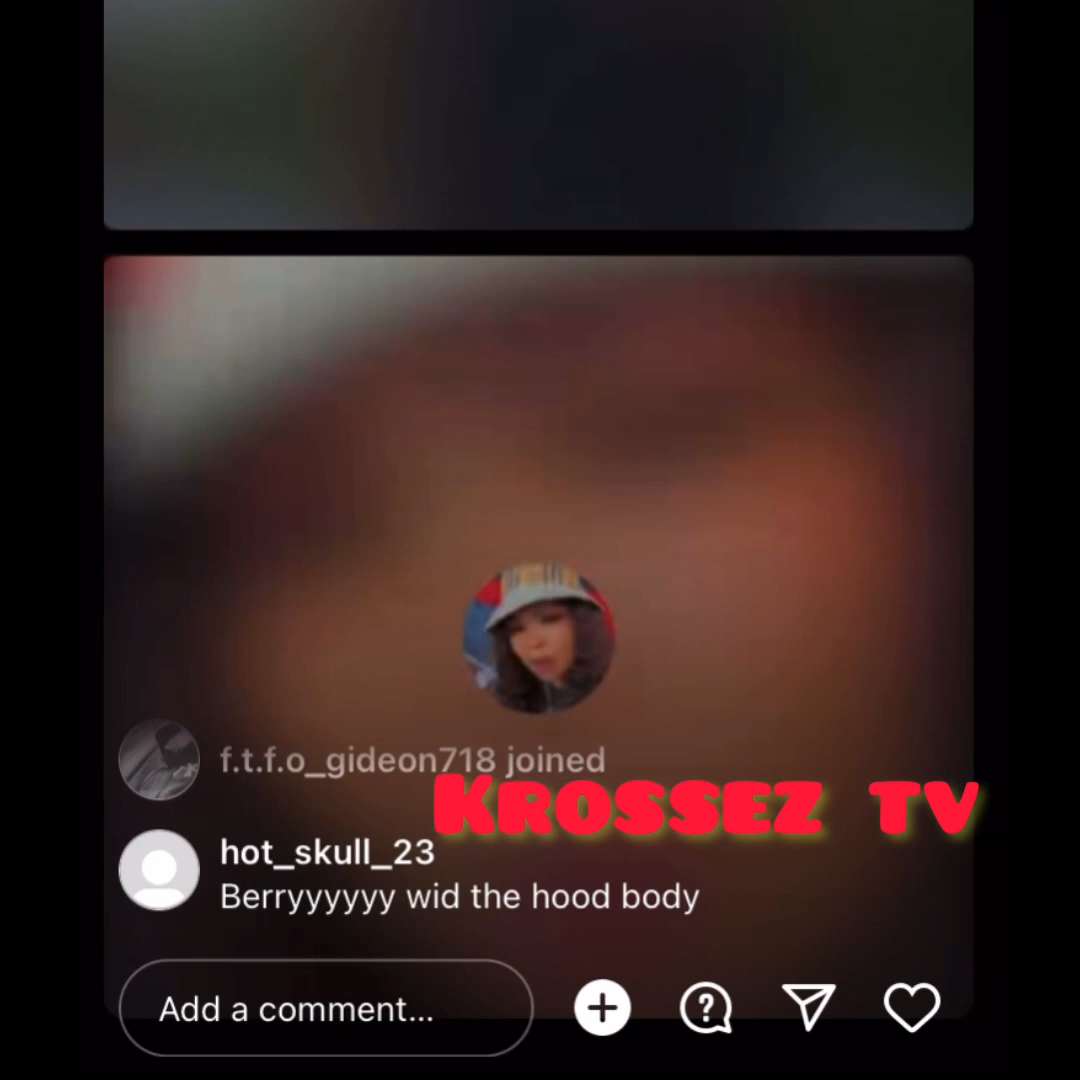 f.t.f.o_gideon718 joined
KROSSEZ TV
hot_skull_23
Berryyyyyy wid the hood body
Add a comment...